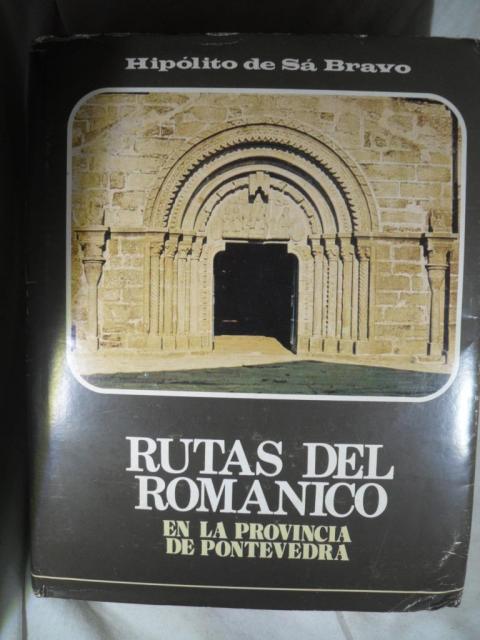 Hipólito de Sá Bravo
RUTAS DEL
ROMANICO
EN LA PROVINCIA
DE PONTEVEDRA